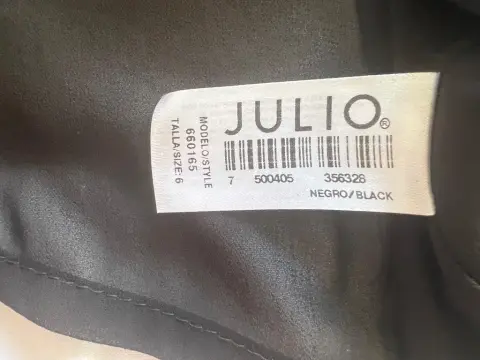 JULIO®
7 500405 356328
NEGRO/BLACK
MODELO/STYLE
660165
TALLA/SIZE:6